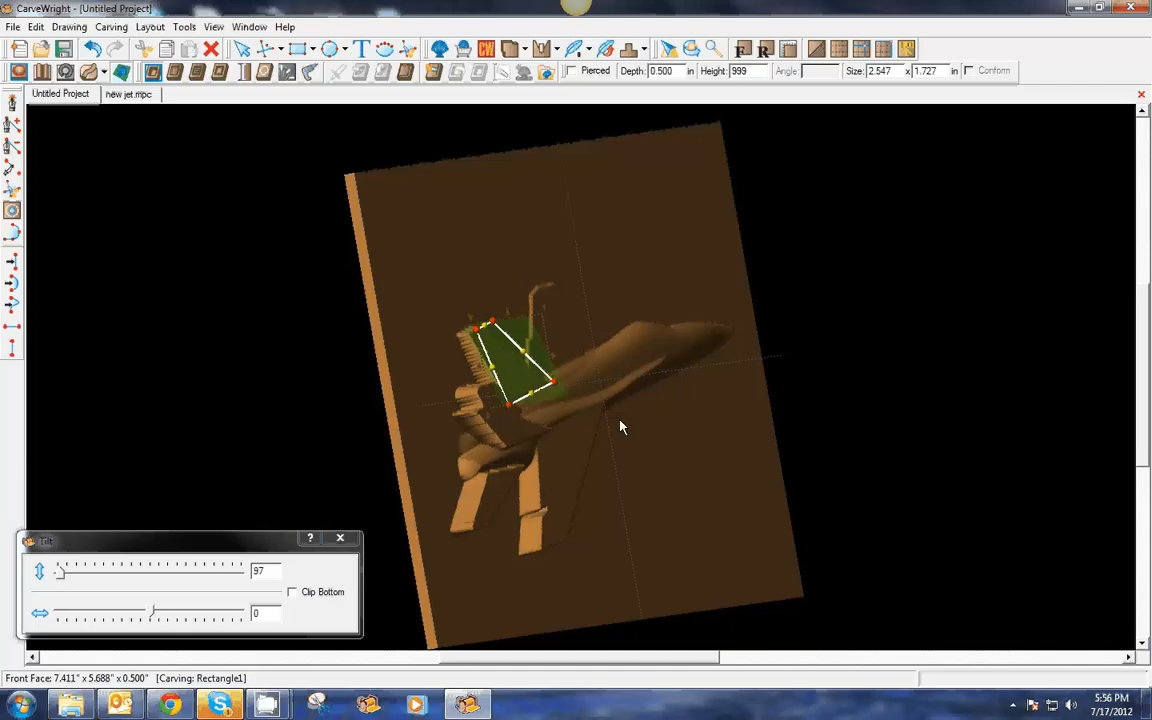 CarveWright - [Untitled Project]
File Edit Drawing Carving Layout Tools View Window Help
T CW F R
Pierced Depth: 0.500 in Height: 999 Angle: Size: 2.547 x 1.727 in Conform
Untitled Project new jet.mpc
Tilt
97
Clip Bottom
0
Front Face: 7.411" x 5.688" x 0.500" [Carving: Rectangle1]
5:56 PM
7/17/2012